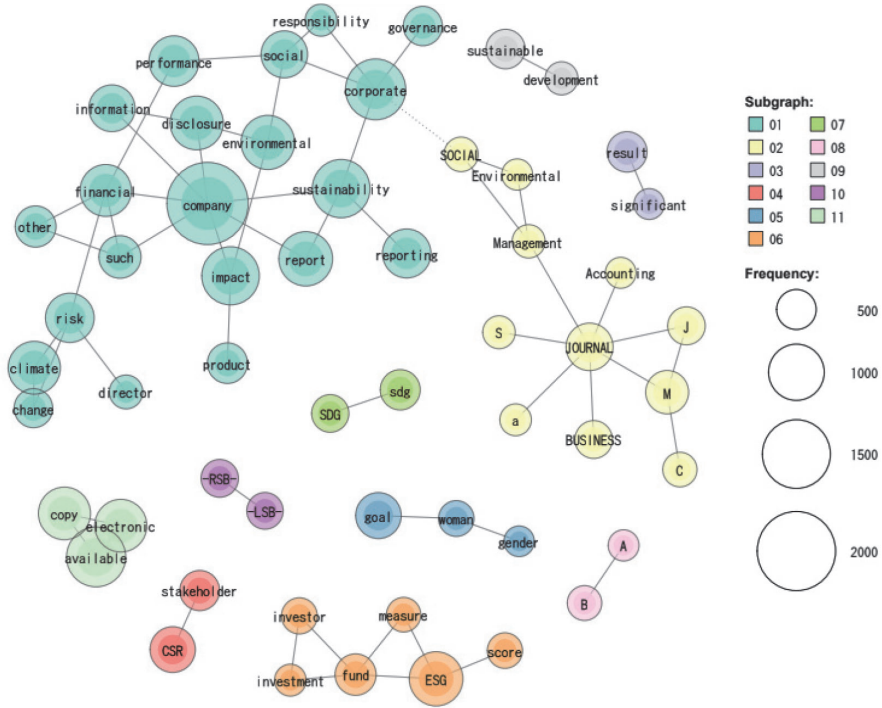 responsibility
governance
social
performance
sustainable
development
corporate
information
disclosure
environmental
SOCIAL
Environmental
result
significant
financial
company
sustainability
other
such
impact
report
reporting
Management
Accounting
risk
climate
change
director
product
S
JOURNAL
J
M
a
BUSINESS
C
SDG
sdg
-RSB-
-LSB-
copy
electronic
available
goal
woman
gender
A
B
stakeholder
CSR
investor
measure
investment
fund
ESG
score
Subgraph:
01 07
02 08
03 09
04 10
05 11
06
Frequency:
500
1000
1500
2000